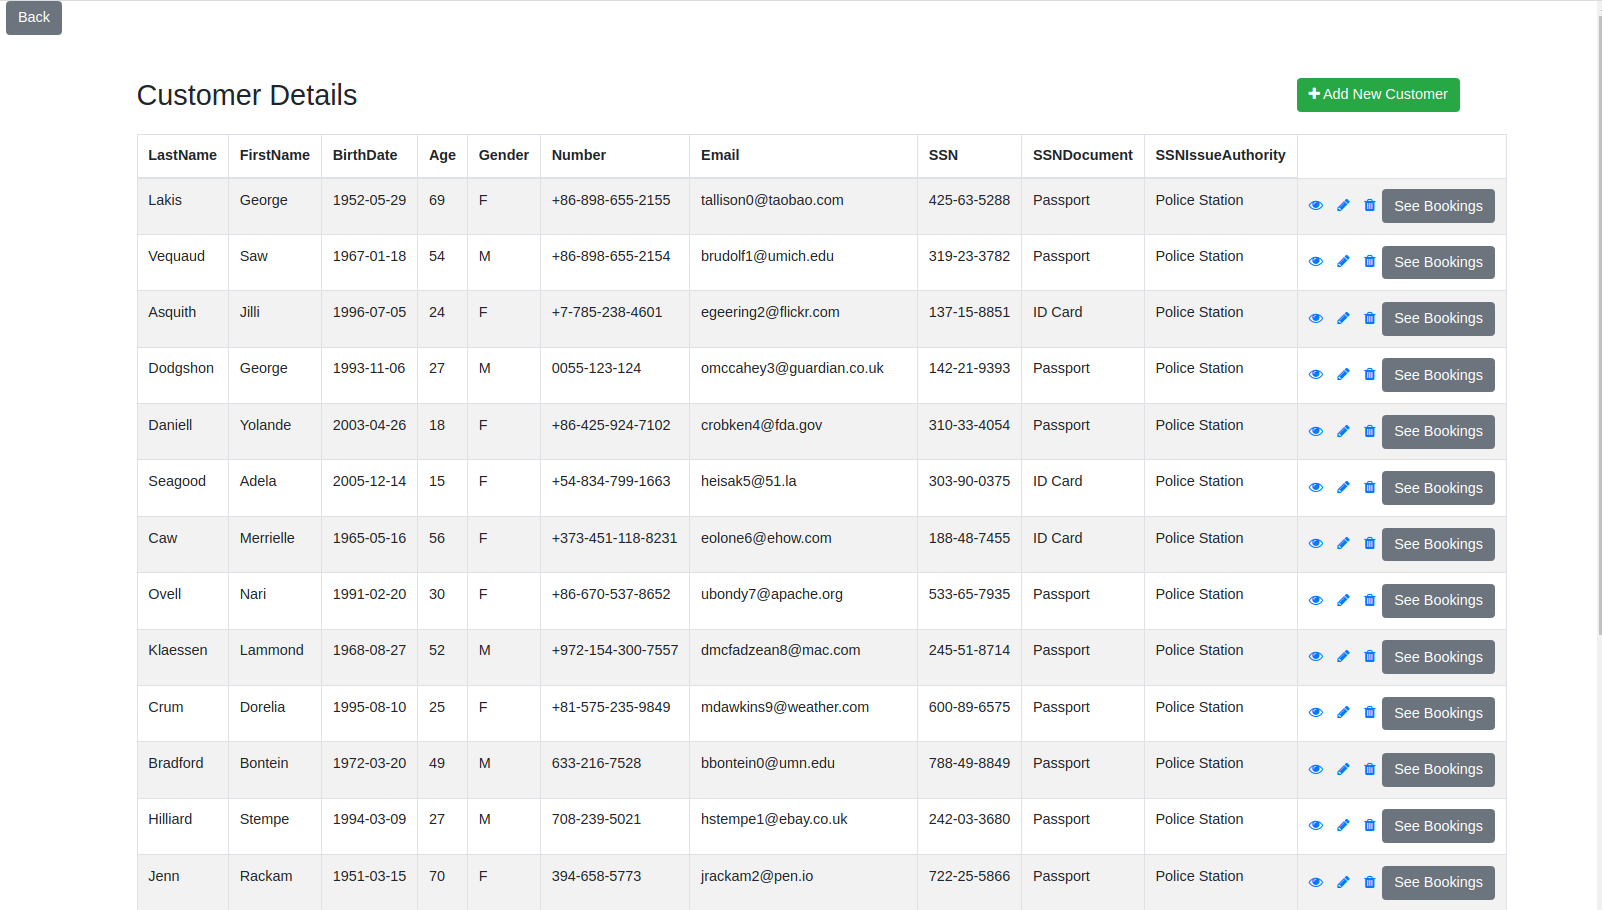 Back
Customer Details
Add New Customer
LastName FirstName BirthDate Age Gender Number Email SSN SSNDocument SSNIssueAuthority
Lakis George 1952-05-29 69 F +86-898-655-2155 tallison0@taobao.com 425-63-5288 Passport Police Station See Bookings
Vequaud Saw 1967-01-18 54 M +86-898-655-2154 brudolf1@umich.edu 319-23-3782 Passport Police Station See Bookings
Asquith Jilli 1996-07-05 24 F +7-785-238-4601 egeering2@flickr.com 137-15-8851 ID Card Police Station See Bookings
Dodgshon George 1993-11-06 27 M 0055-123-124 omccahey3@guardian.co.uk 142-21-9393 Passport Police Station See Bookings
Daniell Yolande 2003-04-26 18 F +86-425-924-7102 crobken4@fda.gov 310-33-4054 Passport Police Station See Bookings
Seagood Adela 2005-12-14 15 F +54-834-799-1663 heisak5@51.la 303-90-0375 ID Card Police Station See Bookings
Caw Merrielle 1965-05-16 56 F +373-451-118-8231 eolone6@ehow.com 188-48-7455 ID Card Police Station See Bookings
Ovell Nari 1991-02-20 30 F +86-670-537-8652 ubondy7@apache.org 533-65-7935 Passport Police Station See Bookings
Klaessen Lammond 1968-08-27 52 M +972-154-300-7557 dmcfadzean8@mac.com 245-51-8714 Passport Police Station See Bookings
Crum Dorelia 1995-08-10 25 F +81-575-235-9849 mdawkins9@weather.com 600-89-6575 Passport Police Station See Bookings
Bradford Bontein 1972-03-20 49 M 633-216-7528 bbontein0@umn.edu 788-49-8849 Passport Police Station See Bookings
Hilliard Stempe 1994-03-09 27 M 708-239-5021 hstempe1@ebay.co.uk 242-03-3680 Passport Police Station See Bookings
Jenn Rackam 1951-03-15 70 F 394-658-5773 jrackam2@pen.io 722-25-5866 Passport Police Station See Bookings